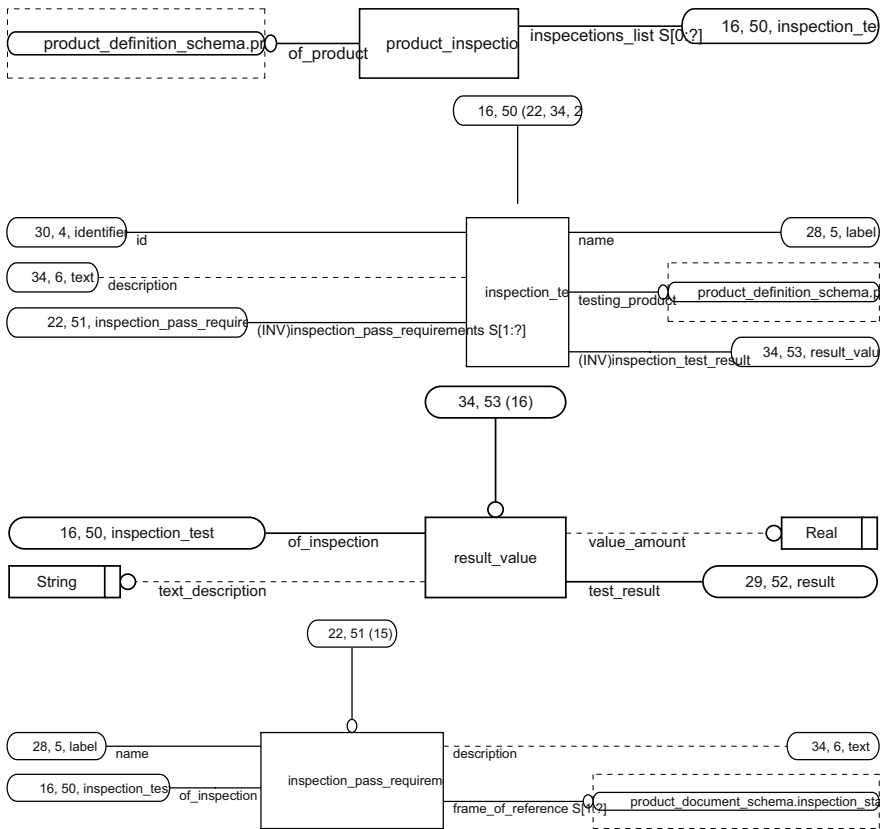 product_definition_schema.pr
of_product
product_inspectio
inspecetions_list S[0:?]
16, 50, inspection_te
16, 50 (22, 34, 2
30, 4, identifier
id
name
28, 5, label
34, 6, text
description
inspection_te
testing_product
product_definition_schema.p
22, 51, inspection_pass_require
(INV)inspection_pass_requirements S[1:?]
(INV)inspection_test_result
34, 53, result_valu
34, 53 (16)
16, 50, inspection_test
of_inspection
result_value
value_amount
Real
String
text_description
test_result
29, 52, result
22, 51 (15)
28, 5, label
name
description
34, 6, text
16, 50, inspection_tes
of_inspection
inspection_pass_requirem
frame_of_reference S[1:?]
product_document_schema.inspection_sta